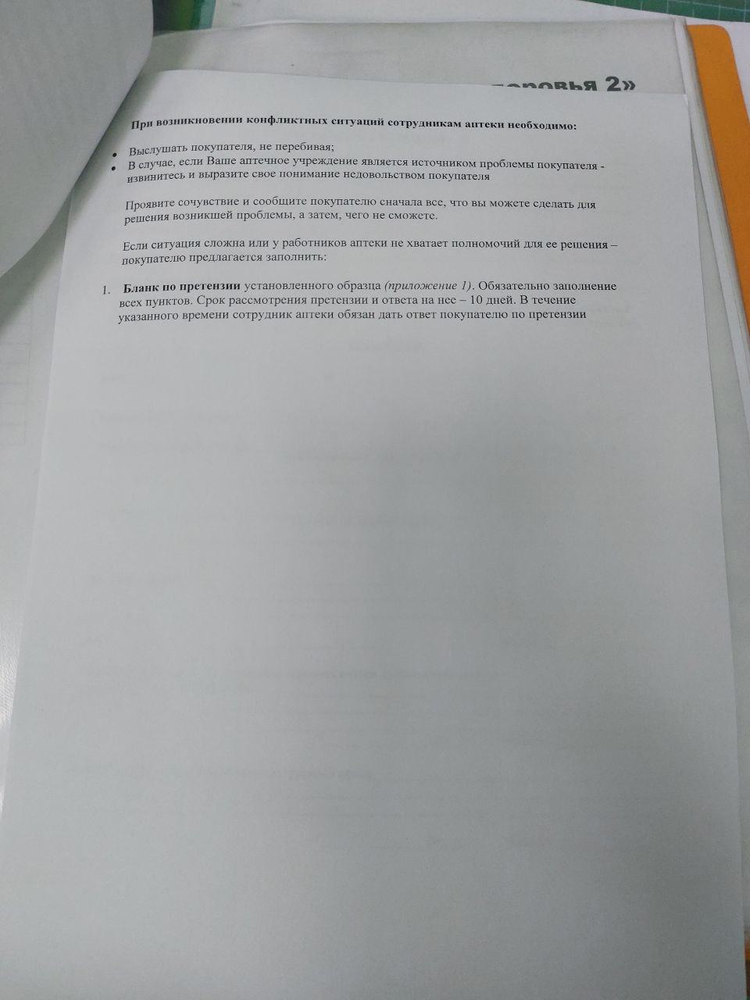 2»
При возникновении конфликтных ситуаций сотрудникам аптеки необходимо:
• Выслушать покупателя, не перебивая;
• В случае, если Ваше аптечное учреждение является источником проблемы покупателя -
извинитесь и выразите свое понимание недовольством покупателя
Проявите сочувствие и сообщите покупателю сначала все, что вы можете сделать для
решения возникшей проблемы, а затем, чего не сможете.
Если ситуация сложна или у работников аптеки не хватает полномочий для ее решения –
покупателю предлагается заполнить:
1. Бланк по претензии установленного образца (приложение 1). Обязательно заполнение
всех пунктов. Срок рассмотрения претензии и ответа на нее – 10 дней. В течение
указанного времени сотрудник аптеки обязан дать ответ покупателю по претензии